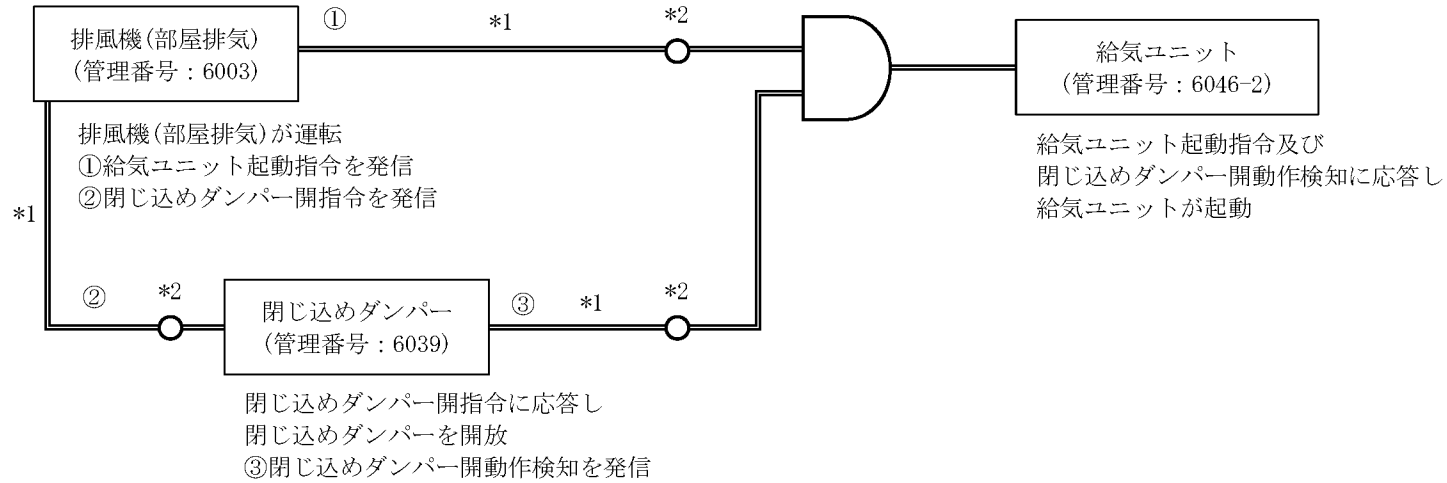 排風機(部屋排気)
(管理番号：6003)
①
*1
*2
給気ユニット
(管理番号：6046-2)
排風機(部屋排気)が運転
①給気ユニット起動指令を発信
②閉じ込めダンパー開指令を発信
給気ユニット起動指令及び
閉じ込めダンパー開動作検知に応答し
給気ユニットが起動
*1
②
*2
閉じ込めダンパー
(管理番号：6039)
③
*1
*2
閉じ込めダンパー開指令に応答し
閉じ込めダンパーを開放
③閉じ込めダンパー開動作検知を発信